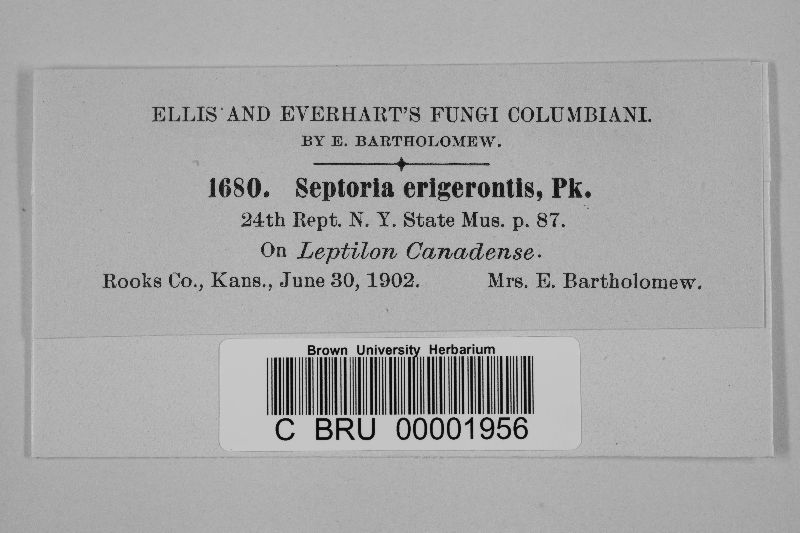 ELLIS AND EVERHART'S FUNGI COLUMBIANI.
BY E. BARTHOLOMEW.
1680. Septoria erigerontis, Pk.
24th Rept. N. Y. State Mus. p. 87.
On Leptilon Canadense.
Rooks Co., Kans., June 30, 1902. Mrs. E. Bartholomew.
Brown University Herbarium
C BRU 00001956